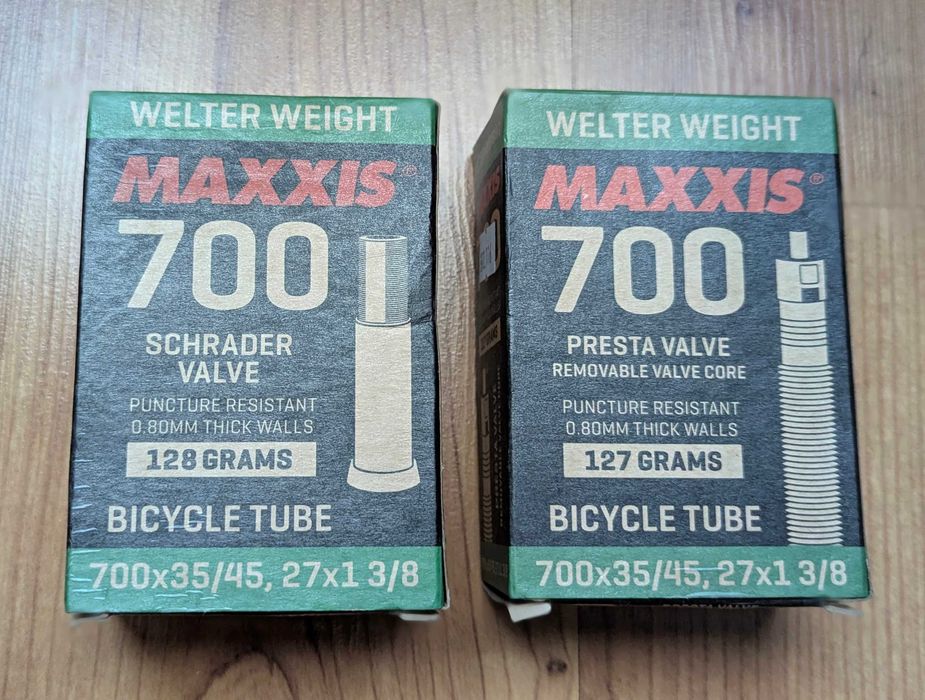 WELTER WEIGHT
MAXXIS®
700
SCHRADER
VALVE
PUNCTURE RESISTANT
0.80MM THICK WALLS
128 GRAMS
BICYCLE TUBE
700x35/45, 27x1 3/8
WELTER WEIGHT
MAXXIS®
700
PRESTA VALVE
REMOVABLE VALVE CORE
PUNCTURE RESISTANT
0.80MM THICK WALLS
127 GRAMS
BICYCLE TUBE
700x35/45, 27x1 3/8
PRESTA VALVE